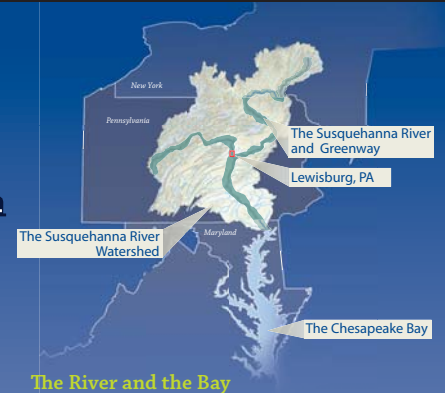 New York
Pennsylvania
The Susquehanna River
and Greenway
Lewisburg, PA
The Susquehanna River
Watershed
Maryland
The Chesapeake Bay
The River and the Bay